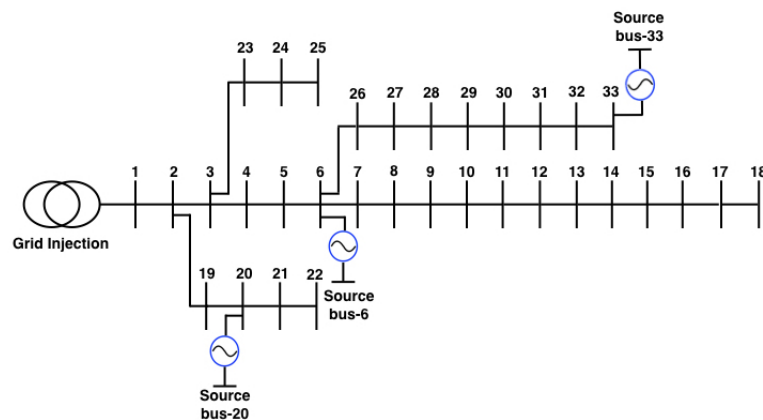 Source
bus-33
23 24 25
26 27 28 29 30 31 32 33
1 2 3 4 5 6 7 8 9 10 11 12 13 14 15 16 17 18
Grid Injection
19 20 21 22
Source
bus-6
Source
bus-20